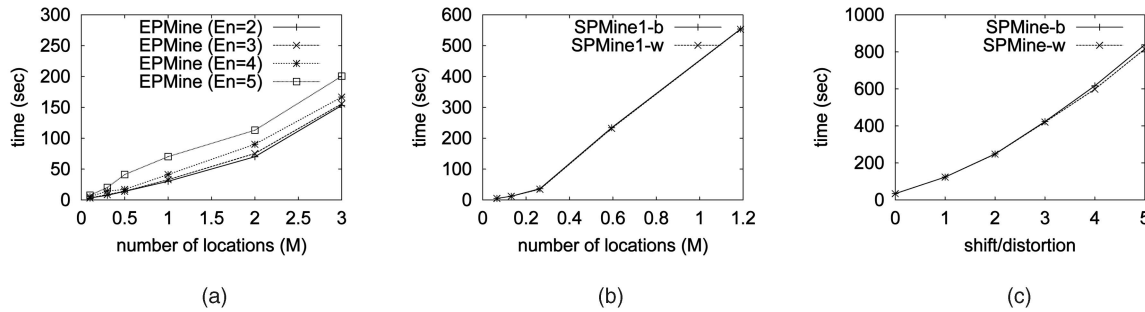 300
250
200
150
100
50
0
time (sec)
EPMine (En=2)
EPMine (En=3)
EPMine (En=4)
EPMine (En=5)
0 0.5 1 1.5 2 2.5 3
number of locations (M)
(a)
600
500
400
300
200
100
0
time (sec)
SPMine1-b
SPMine1-w
0 0.2 0.4 0.6 0.8 1 1.2
number of locations (M)
(b)
1000
800
600
400
200
0
time (sec)
SPMine-b
SPMine-w
0 1 2 3 4 5
shift/distortion
(c)